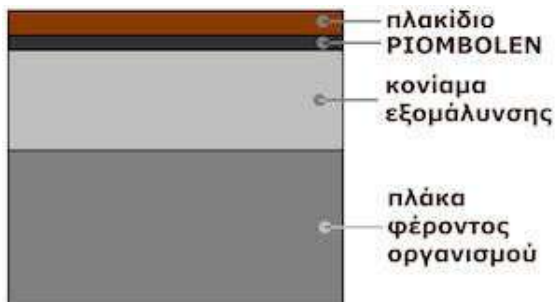 πλακίδιο
PIOMBOLEN
κονίαμα
εξομάλυνσης
πλάκα
φέροντος
οργανισμού